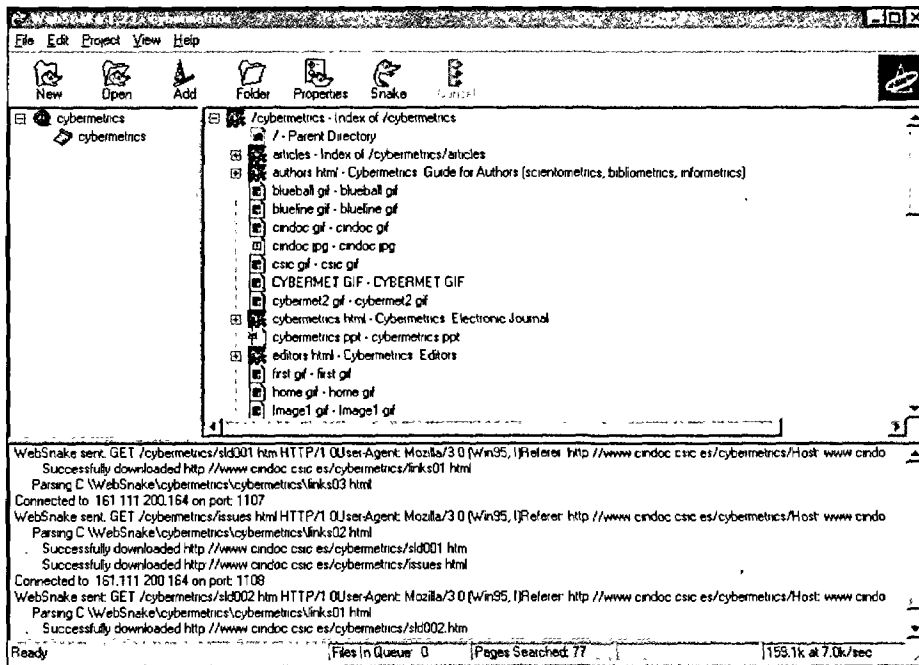 File Edit Project View Help
New Open Add Folder Properties Snake Cancel
cybermetrics
cybermetrics
/cybermetrics - Index of /cybermetrics
/ - Parent Directory
articles - Index of /cybermetrics/articles
authors html - Cybermetrics Guide for Authors (scientometrics, bibliometrics, informetrics)
blueball gif - blueball gif
blueline gif - blueline gif
cindoc gif - cindoc gif
cindoc jpg - cindoc jpg
csic gif - csic gif
CYBERMET GIF - CYBERMET GIF
cybermet2 gif - cybermet2 gif
cybermetrics html - Cybermetrics Electronic Journal
cybermetrics ppt - cybermetrics ppt
editors html - Cybermetrics Editors
first gif - first gif
home gif - home gif
Image1 gif - Image1 gif
WebSnake sent. GET /cybermetrics/sld001 htm HTTP/1 0User-Agent: Mozilla/3 0 (Win95, I)Referer http //www cindoc csic es/cybermetrics/Host: www cindo
Successfully downloaded http //www cindoc csic es/cybermetrics/links01 html
Parsing C \WebSnake\cybermetrics\cybermetrics\links03 html
Connected to 161 111 200.164 on port: 1107
WebSnake sent. GET /cybermetrics/issues html HTTP/1 0User-Agent: Mozilla/3 0 (Win95, I)Referer http //www cindoc csic es/cybermetrics/Host: www cindo
Parsing C \WebSnake\cybermetrics\cybermetrics\links02 html
Successfully downloaded http //www cindoc csic es/cybermetrics/sld001 htm
Successfully downloaded http //www cindoc csic es/cybermetrics/issues html
Connected to 161.111 200 164 on port: 1108
WebSnake sent: GET /cybermetrics/sld002 htm HTTP/1 0User-Agent: Mozilla/3 0 (Win95, I)Referer http //www cindoc csic es/cybermetrics/Host: www cindo
Parsing C \WebSnake\cybermetrics\cybermetrics\links01 html
Successfully downloaded http //www cindoc csic es/cybermetrics/sld002.htm
Ready Files In Queue: 0 Pages Searched: 77 159.1k at 7.0k/sec